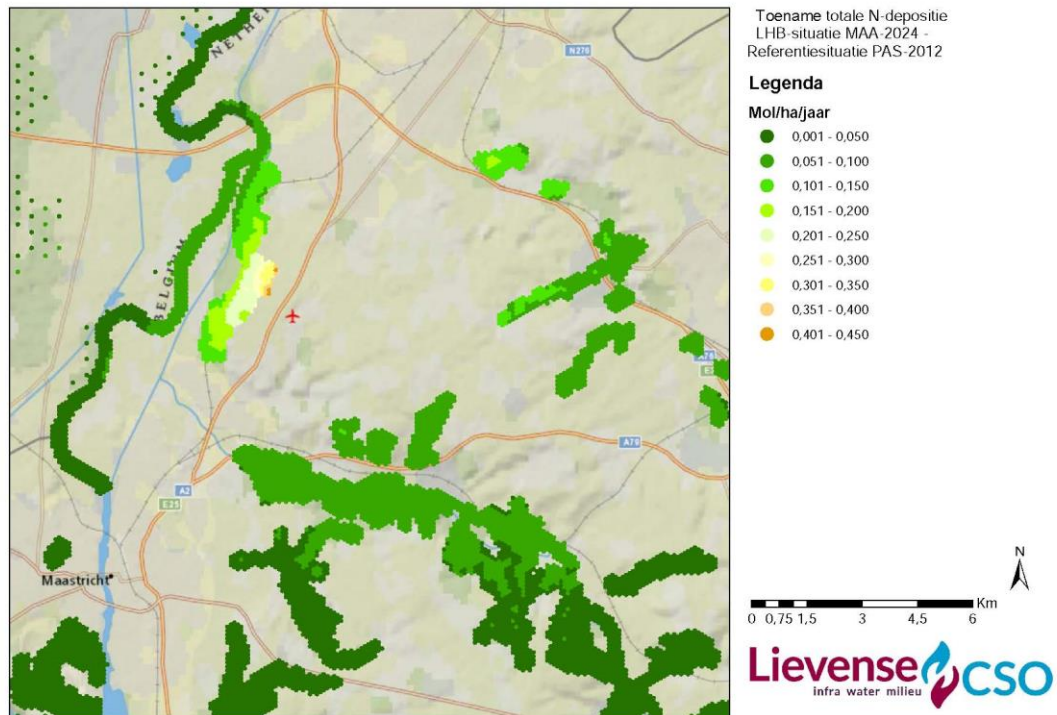 Toename totale N-depositie
LHB-situatie MAA-2024 -
Referentiesituatie PAS-2012
Legenda
Mol/ha/jaar
0,001 - 0,050
0,051 - 0,100
0,101 - 0,150
0,151 - 0,200
0,201 - 0,250
0,251 - 0,300
0,301 - 0,350
0,351 - 0,400
0,401 - 0,450
N276
BELGIUM
A76
A79
A2
E25
Maastricht
N
Km
0 0,75 1,5 3 4,5 6
Lievense CSO
infra water milieu